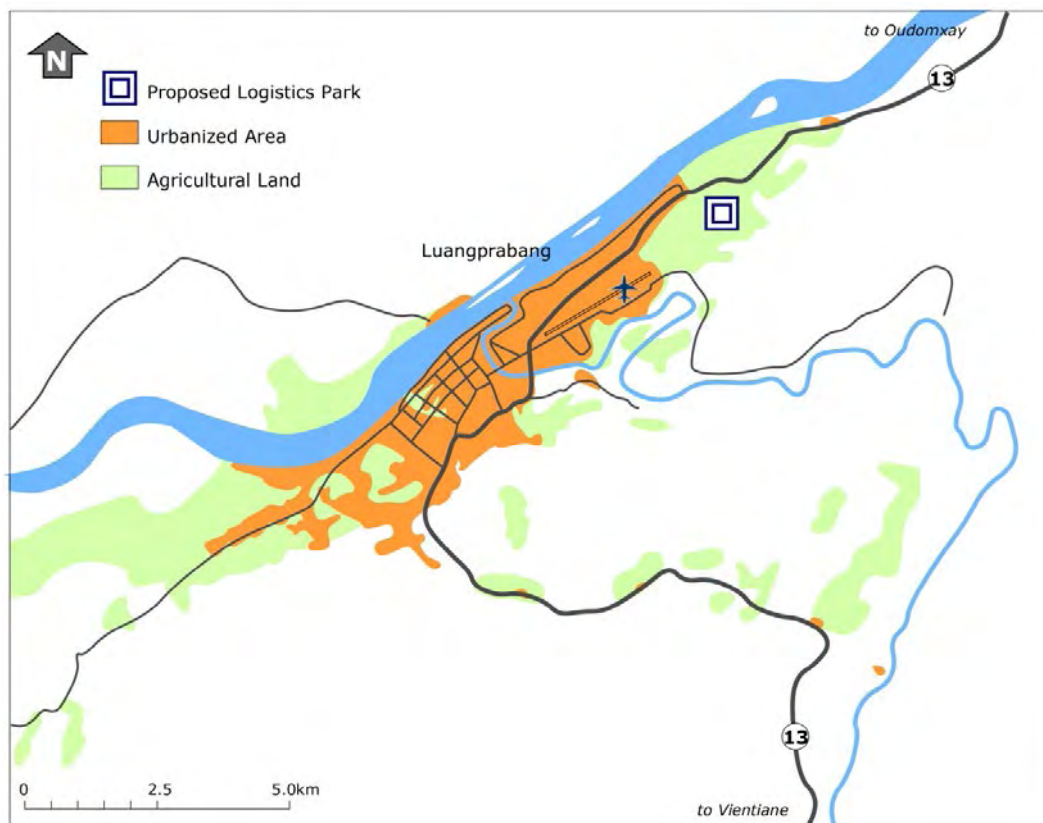 to Oudomxay
N
13
Proposed Logistics Park
Urbanized Area
Agricultural Land
Luangprabang
13
0 2.5 5.0km
to Vientiane